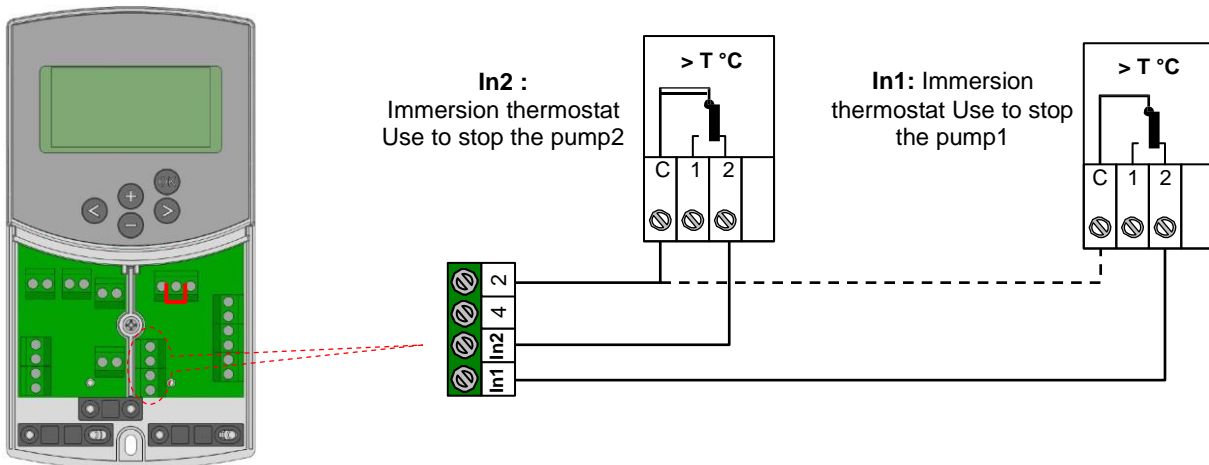 In2 :
Immersion thermostat
Use to stop the pump2
> T °C
C 1 2
In1: Immersion
thermostat Use to stop
the pump1
> T °C
C 1 2
OK
+
< >
−
2
4
In2
In1